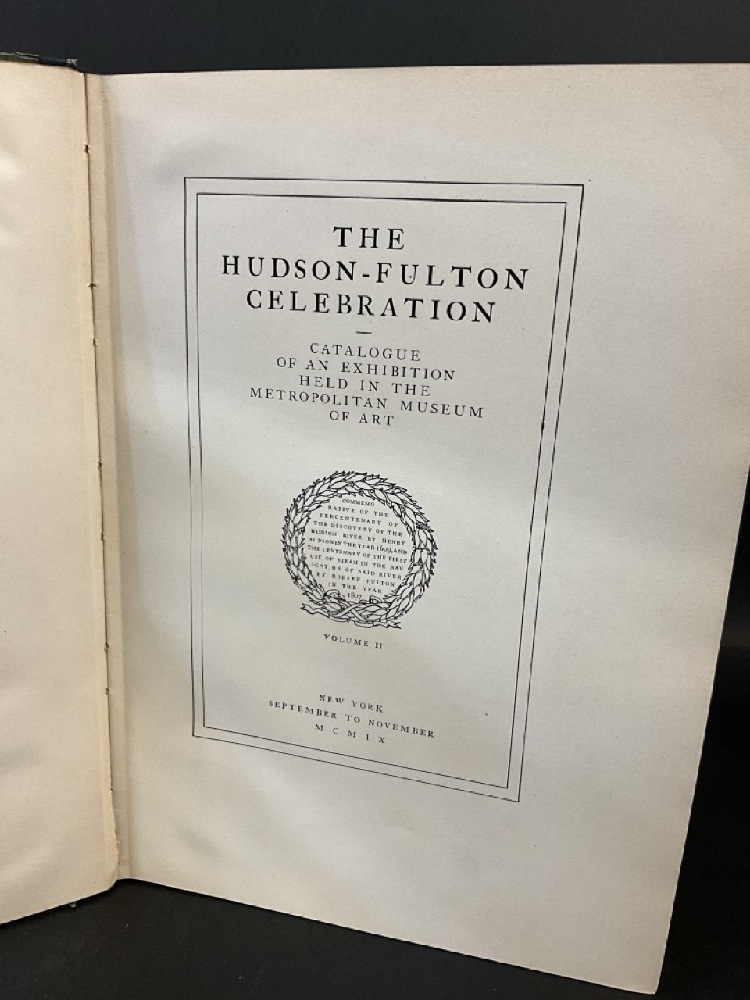 THE
HUDSON-FULTON
CELEBRATION
CATALOGUE
OF AN EXHIBITION
HELD IN THE
METROPOLITAN MUSEUM
OF ART
COMMEMO
RATIVE OF THE
TERCENTENARY OF
THE DISCOVERY OF THE
HUDSON RIVER BY HENRY
HUDSON IN THE YEAR 1609, AND
THE CENTENARY OF THE FIRST
USE OF STEAM IN THE NAV
IGATION OF SAID RIVER
BY ROBERT FULTON
IN THE YEAR
1807
VOLUME II
NEW YORK
SEPTEMBER TO NOVEMBER
MCMIX